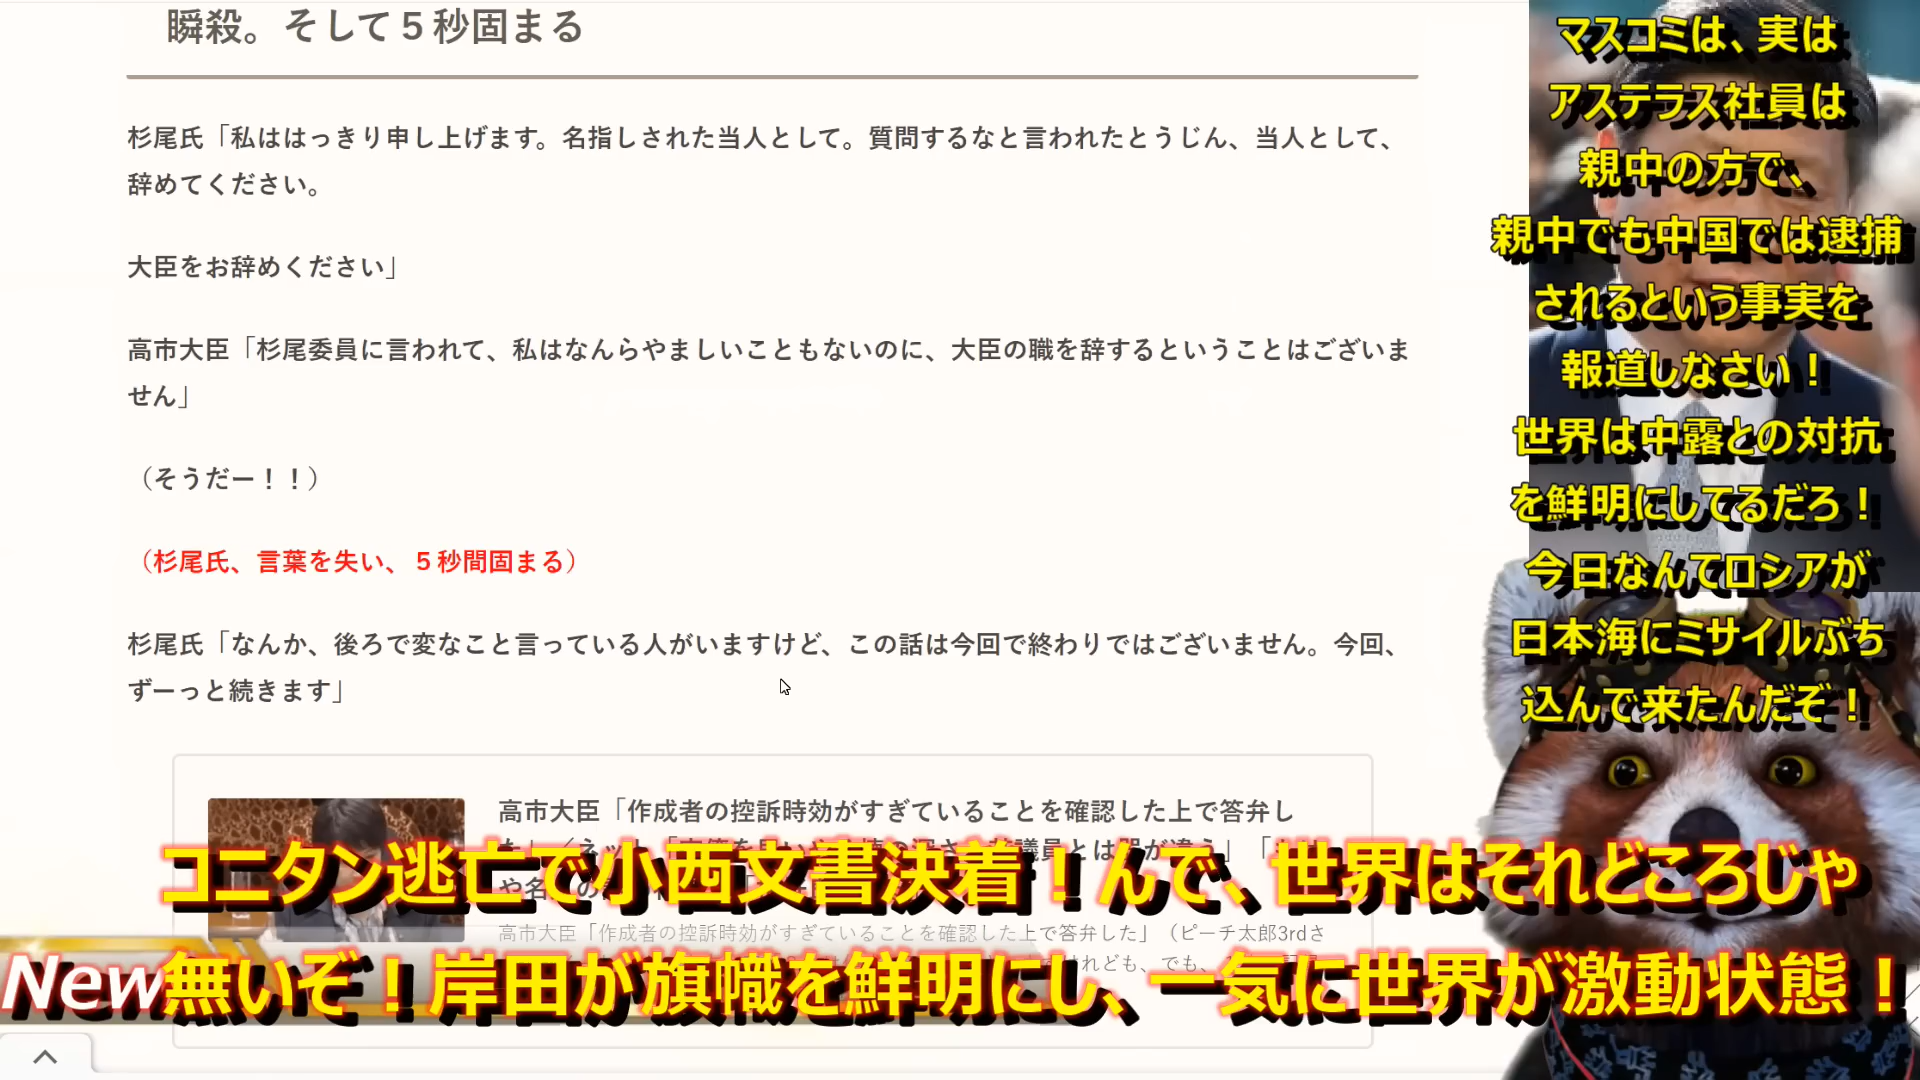 瞬殺。そして５秒固まる
杉尾氏「私ははっきり申し上げます。名指しされた当人として。質問するなと言われたとうじん、当人として、
辞めてください。
大臣をお辞めください」
高市大臣「杉尾委員に言われて、私はなんらやましいこともないのに、大臣の職を辞するということはございま
せん」
（そうだー！！）
（杉尾氏、言葉を失い、５秒間固まる）
杉尾氏「なんか、後ろで変なこと言っている人がいますけど、この話は今回で終わりではございません。今回、
ずーっと続きます」
高市大臣「作成者の控訴時効がすぎていることを確認した上で答弁し
高市大臣「作成者の控訴時効がすぎていることを確認した上で答弁した」（ピーチ太郎3rdさ
コニタン逃亡で小西文書決着！んで、世界はそれどころじゃ
New
無いぞ！岸田が旗幟を鮮明にし、一気に世界が激動状態！
マスコミは、実は
アステラス社員は
親中の方で、
親中でも中国では逮捕
されるという事実を
報道しなさい！
世界は中露との対抗
を鮮明にしてるだろ！
今日なんてロシアが
日本海にミサイルぶち
込んで来たんだぞ！